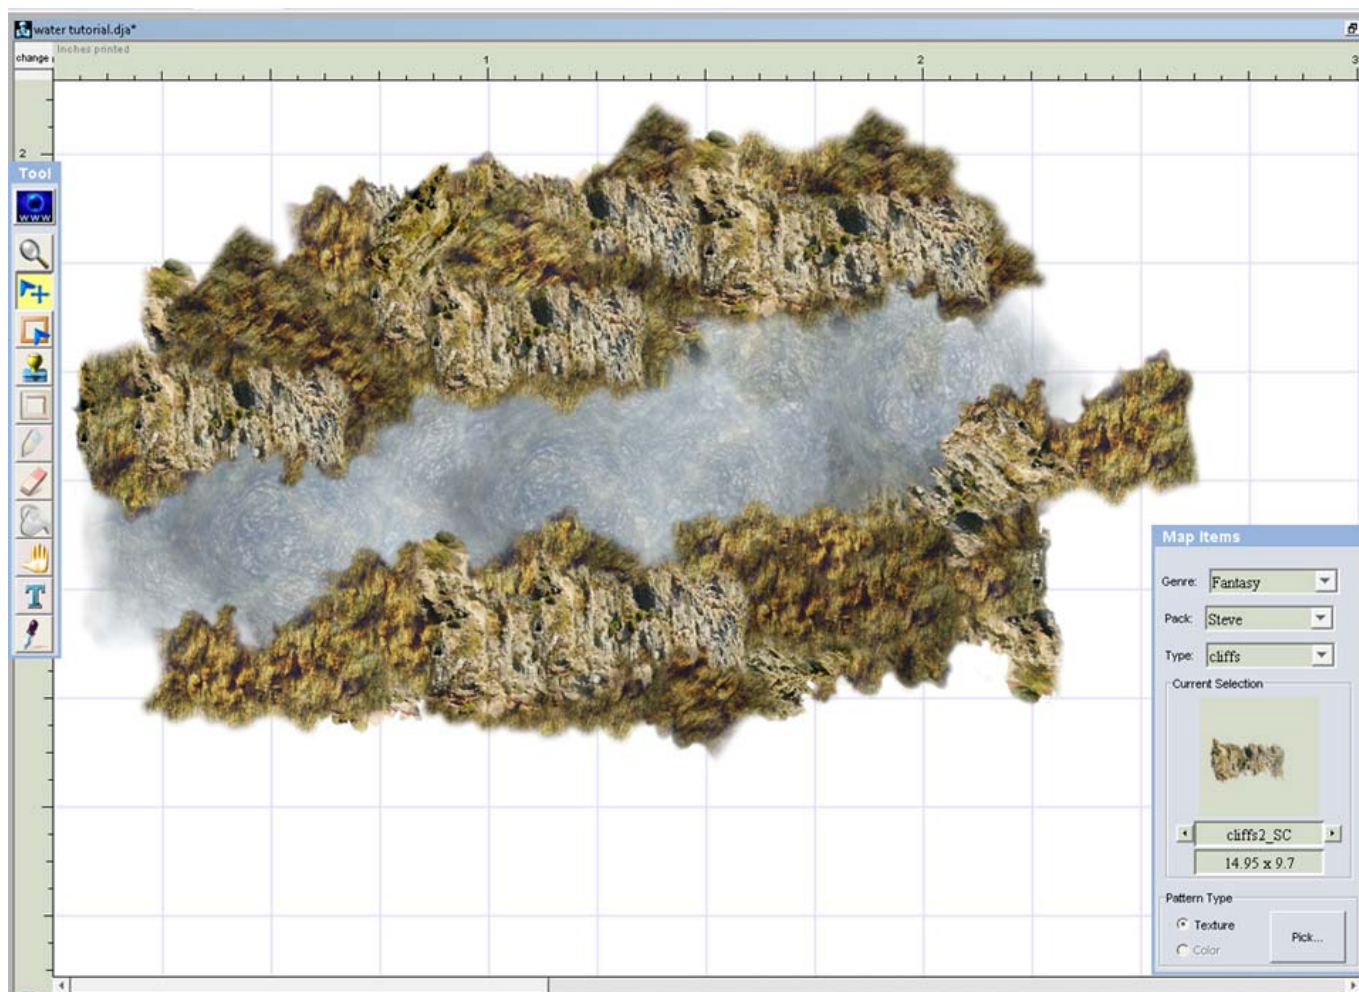 water tutorial.dja*
Inches printed
change
1
2
3
2
Tool
WWW
T
Map Items
Genre: Fantasy
Pack: Steve
Type: cliffs
Current Selection
cliffs2_SC
14.95 x 9.7
Pattern Type
Texture
Color
Pick...